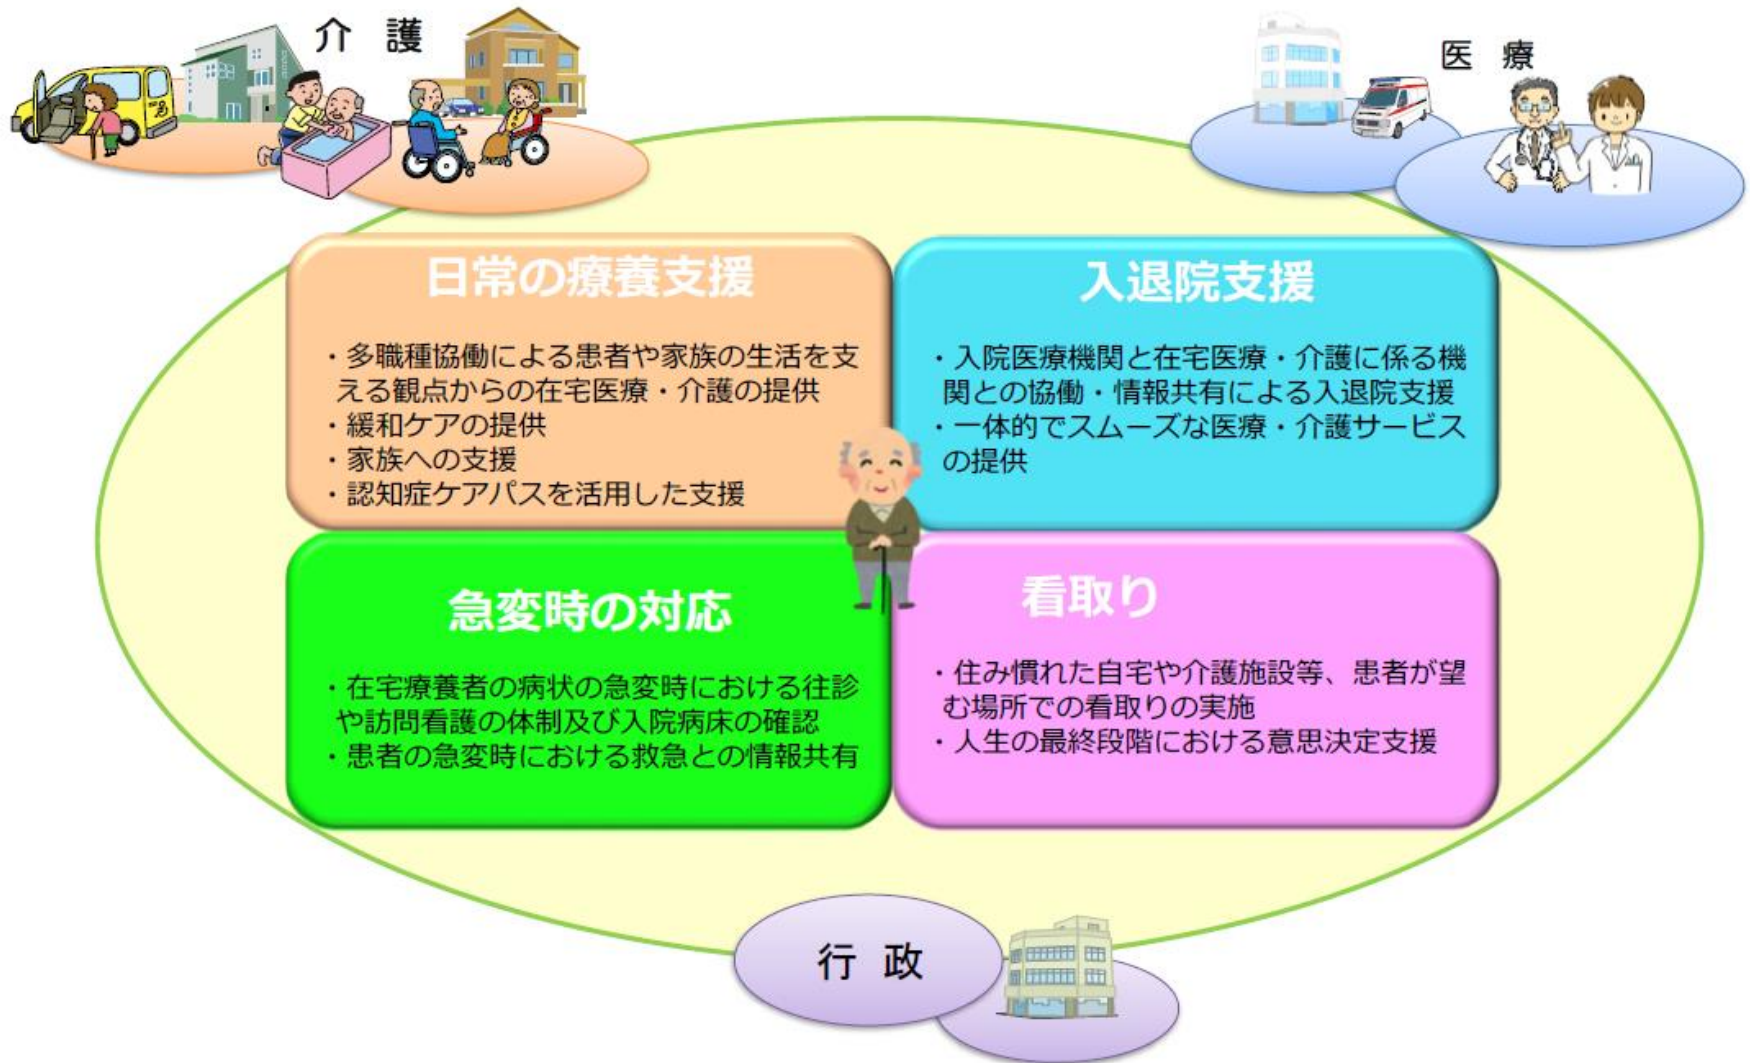 介 護
医 療
日常の療養支援
・多職種協働による患者や家族の生活を支
える観点からの在宅医療・介護の提供
・緩和ケアの提供
・家族への支援
・認知症ケアパスを活用した支援
入退院支援
・入院医療機関と在宅医療・介護に係る機
関との協働・情報共有による入退院支援
・一体的でスムーズな医療・介護サービス
の提供
急変時の対応
・在宅療養者の病状の急変時における往診
や訪問看護の体制及び入院病床の確認
・患者の急変時における救急との情報共有
看取り
・住み慣れた自宅や介護施設等、患者が望
む場所での看取りの実施
・人生の最終段階における意思決定支援
行 政